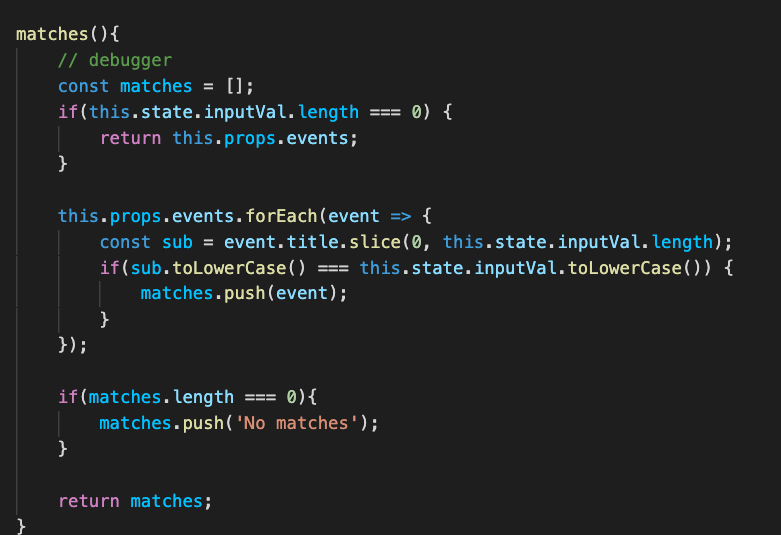 matches(){
    // debugger
    const matches = [];
    if(this.state.inputVal.length === 0) {
        return this.props.events;
    }

    this.props.events.forEach(event => {
        const sub = event.title.slice(0, this.state.inputVal.length);
        if(sub.toLowerCase() === this.state.inputVal.toLowerCase()) {
            matches.push(event);
        }
    });

    if(matches.length === 0){
        matches.push('No matches');
    }

    return matches;
}